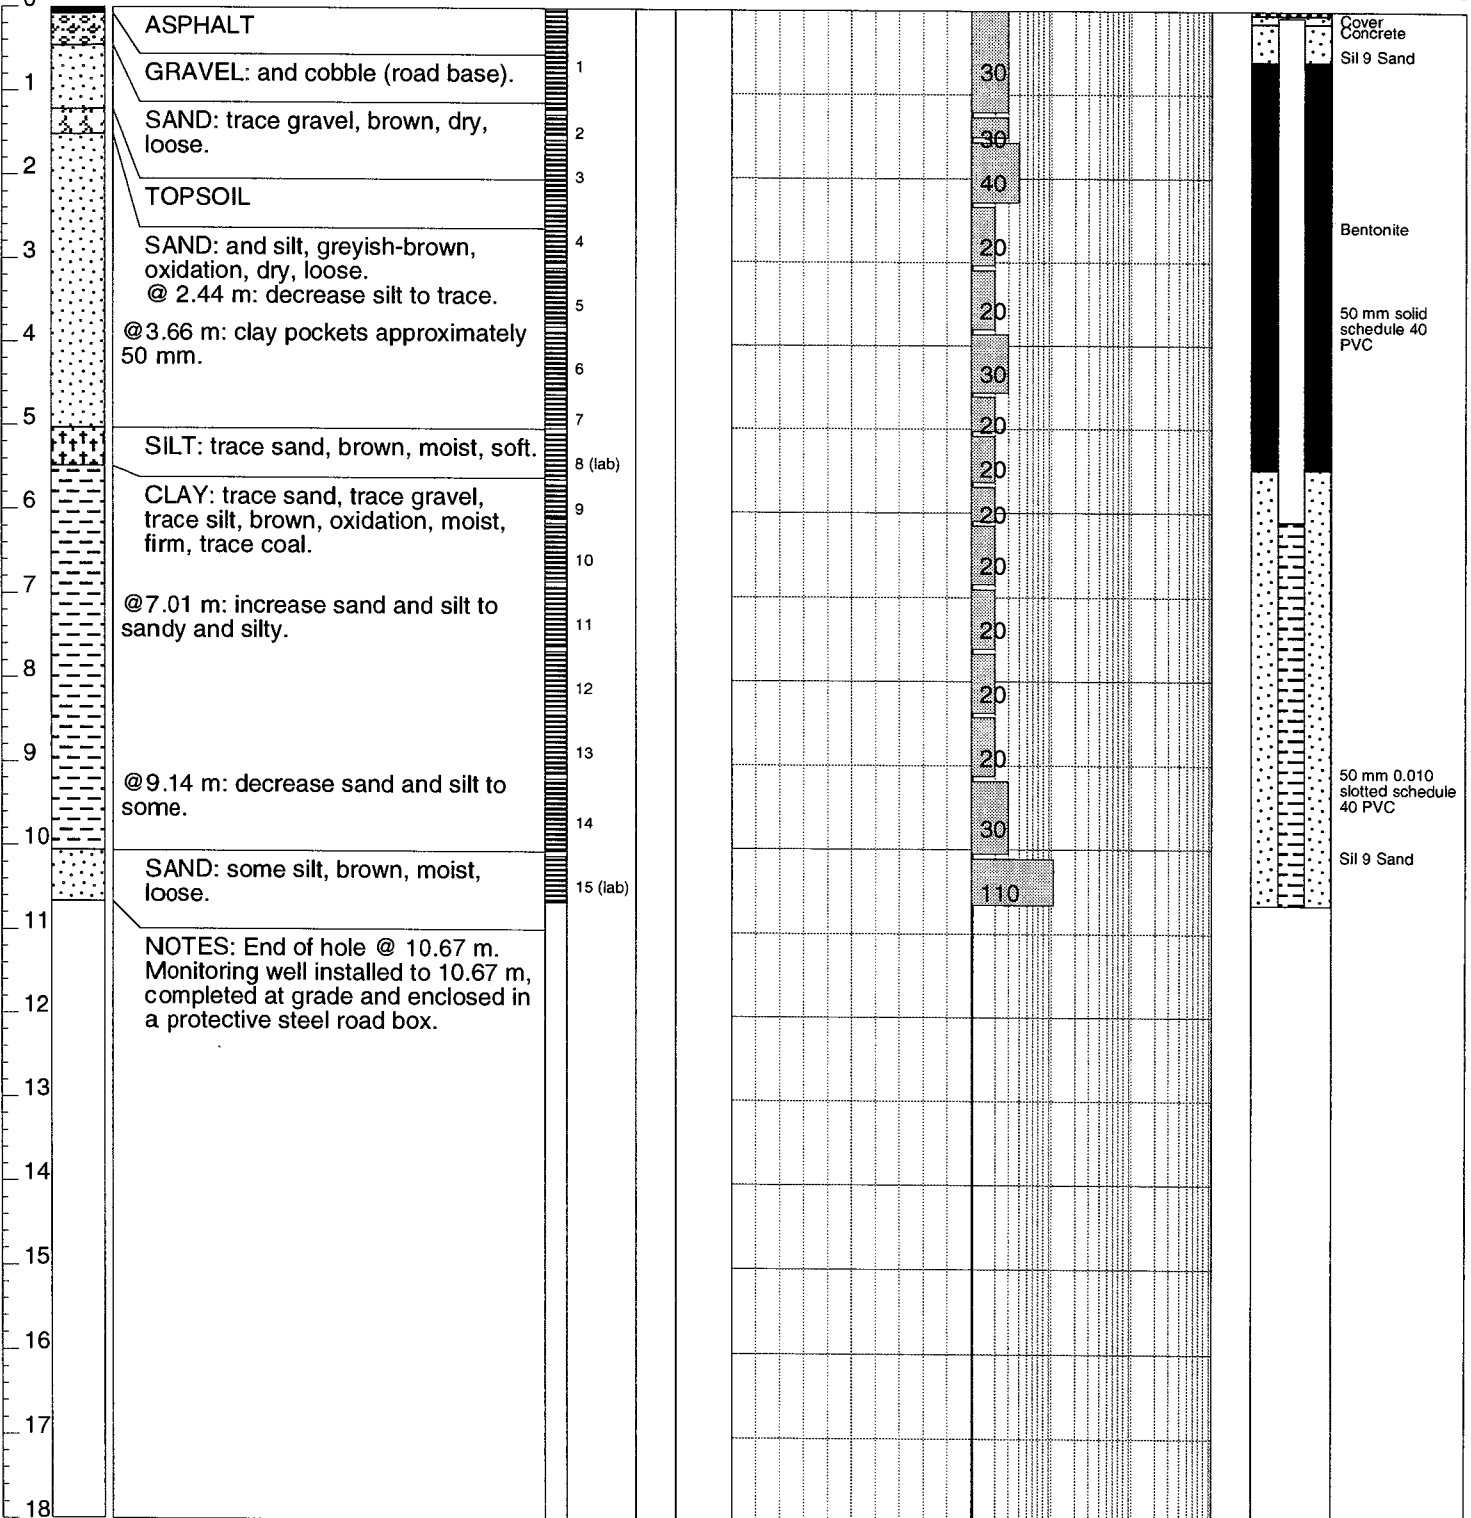 0
1
2
3
4
5
6
7
8
9
10
11
12
13
14
15
16
17
18
ASPHALT
GRAVEL: and cobble (road base).
SAND: trace gravel, brown, dry,
loose.
TOPSOIL
SAND: and silt, greyish-brown,
oxidation, dry, loose.
@ 2.44 m: decrease silt to trace.
@3.66 m: clay pockets approximately
50 mm.
SILT: trace sand, brown, moist, soft.
CLAY: trace sand, trace gravel,
trace silt, brown, oxidation, moist,
firm, trace coal.
@7.01 m: increase sand and silt to
sandy and silty.
@9.14 m: decrease sand and silt to
some.
SAND: some silt, brown, moist,
loose.
NOTES: End of hole @ 10.67 m.
Monitoring well installed to 10.67 m,
completed at grade and enclosed in
a protective steel road box.
1
2
3
4
5
6
7
8 (lab)
9
10
11
12
13
14
15 (lab)
30
30
40
20
20
30
20
20
20
20
20
20
20
30
110
Cover
Concrete
Sil 9 Sand
Bentonite
50 mm solid
schedule 40
PVC
50 mm 0.010
slotted schedule
40 PVC
Sil 9 Sand